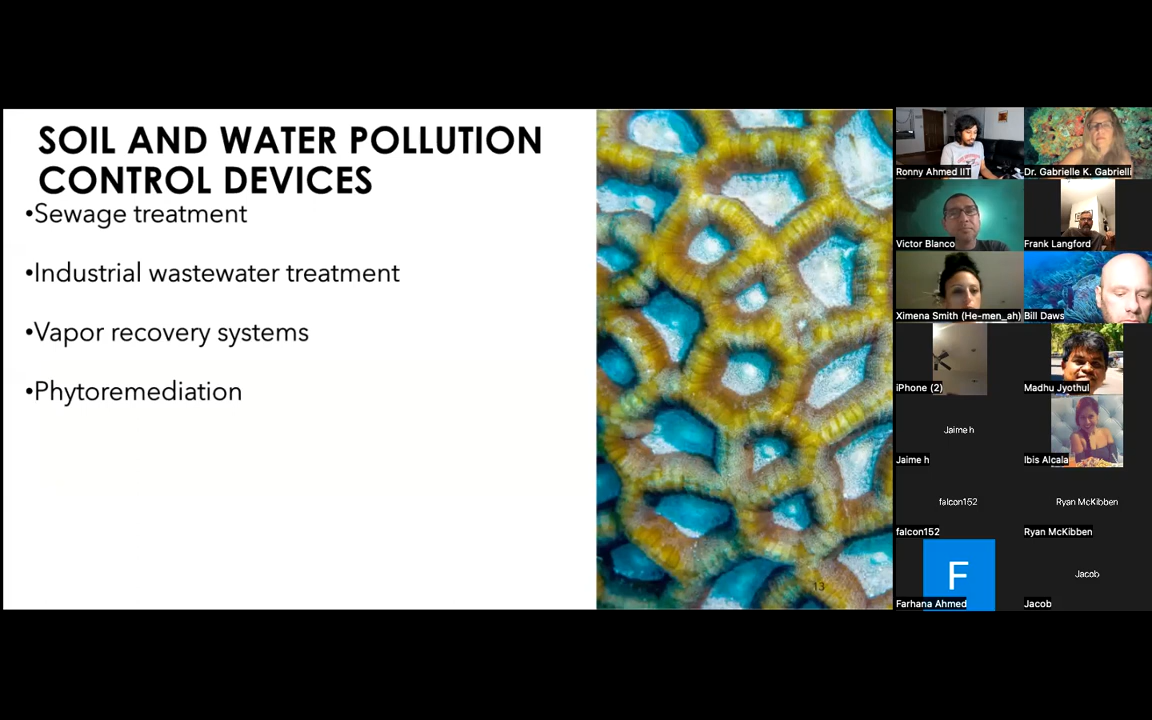 SOIL AND WATER POLLUTION
CONTROL DEVICES
•Sewage treatment
•Industrial wastewater treatment
•Vapor recovery systems
•Phytoremediation
13
Ronny Ahmed IIT
Dr. Gabrielle K. Gabrielli
Victor Blanco
Frank Langford
Ximena Smith (He-men_ah)
Bill Daws
iPhone (2)
Madhu Jyothul
Jaime h
Jaime h
Ibis Alcala
falcon152
Ryan McKibben
falcon152
Ryan McKibben
F
Jacob
Farhana Ahmed
Jacob